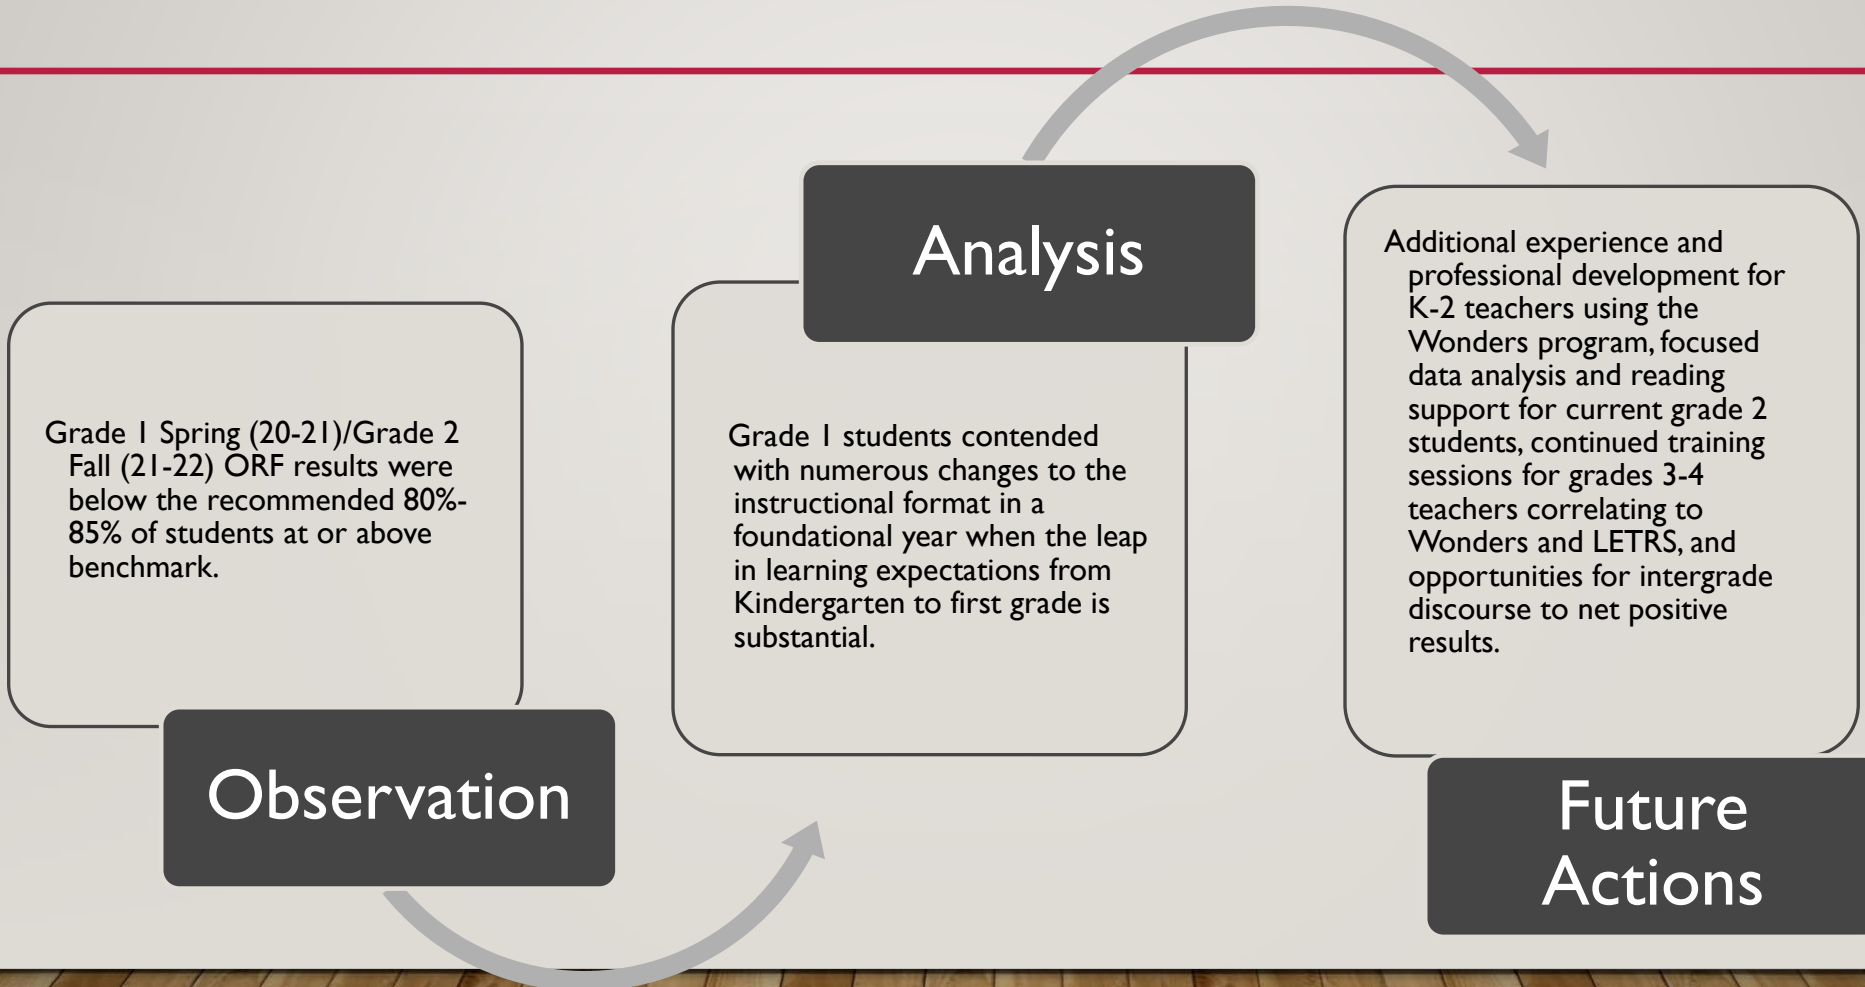 Grade 1 Spring (20-21)/Grade 2
Fall (21-22) ORF results were
below the recommended 80%-
85% of students at or above
benchmark.
Observation
Analysis
Grade 1 students contended
with numerous changes to the
instructional format in a
foundational year when the leap
in learning expectations from
Kindergarten to first grade is
substantial.
Additional experience and
professional development for
K-2 teachers using the
Wonders program, focused
data analysis and reading
support for current grade 2
students, continued training
sessions for grades 3-4
teachers correlating to
Wonders and LETRS, and
opportunities for intergrade
discourse to net positive
results.
Future
Actions